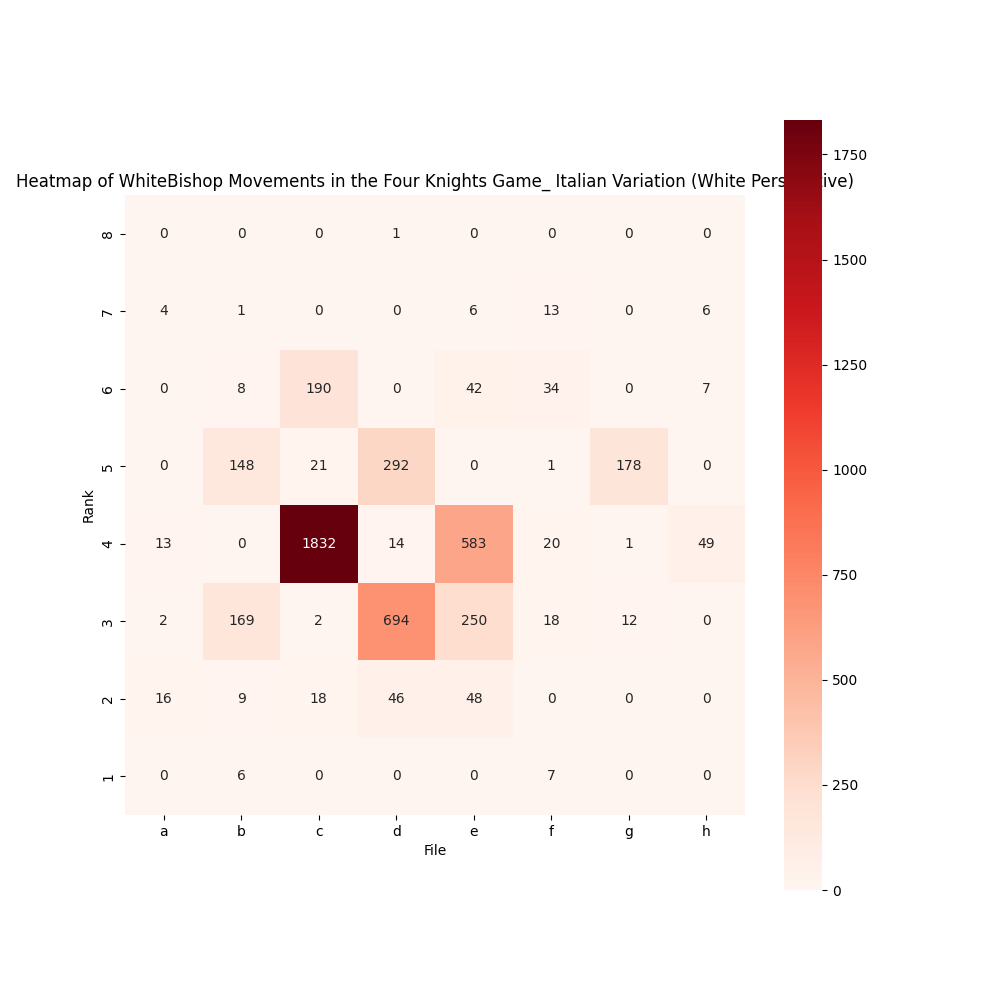 Heatmap of WhiteBishop Movements in the Four Knights Game_ Italian Variation (White Pers ive)
8 0 0 0 1 0 0 0 0
7 4 1 0 0 6 13 0 6
6 0 8 190 0 42 34 0 7
5 0 148 21 292 0 1 178 0
4 13 0 1832 14 583 20 1 49
3 2 169 2 694 250 18 12 0
2 16 9 18 46 48 0 0 0
1 0 6 0 0 0 7 0 0
a b c d e f g h
File
Rank
1750
1500
1250
1000
750
500
250
0